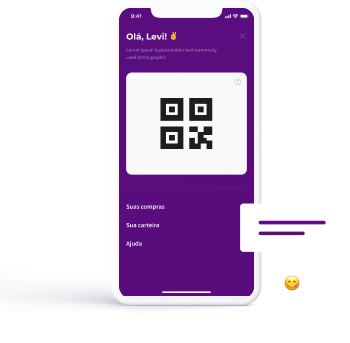 9:41
Olá, Levi! ✌
Lorem ipsum is placeholder text commonly
used in the graphic
?
Suas compras
Sua carteira
Ajuda